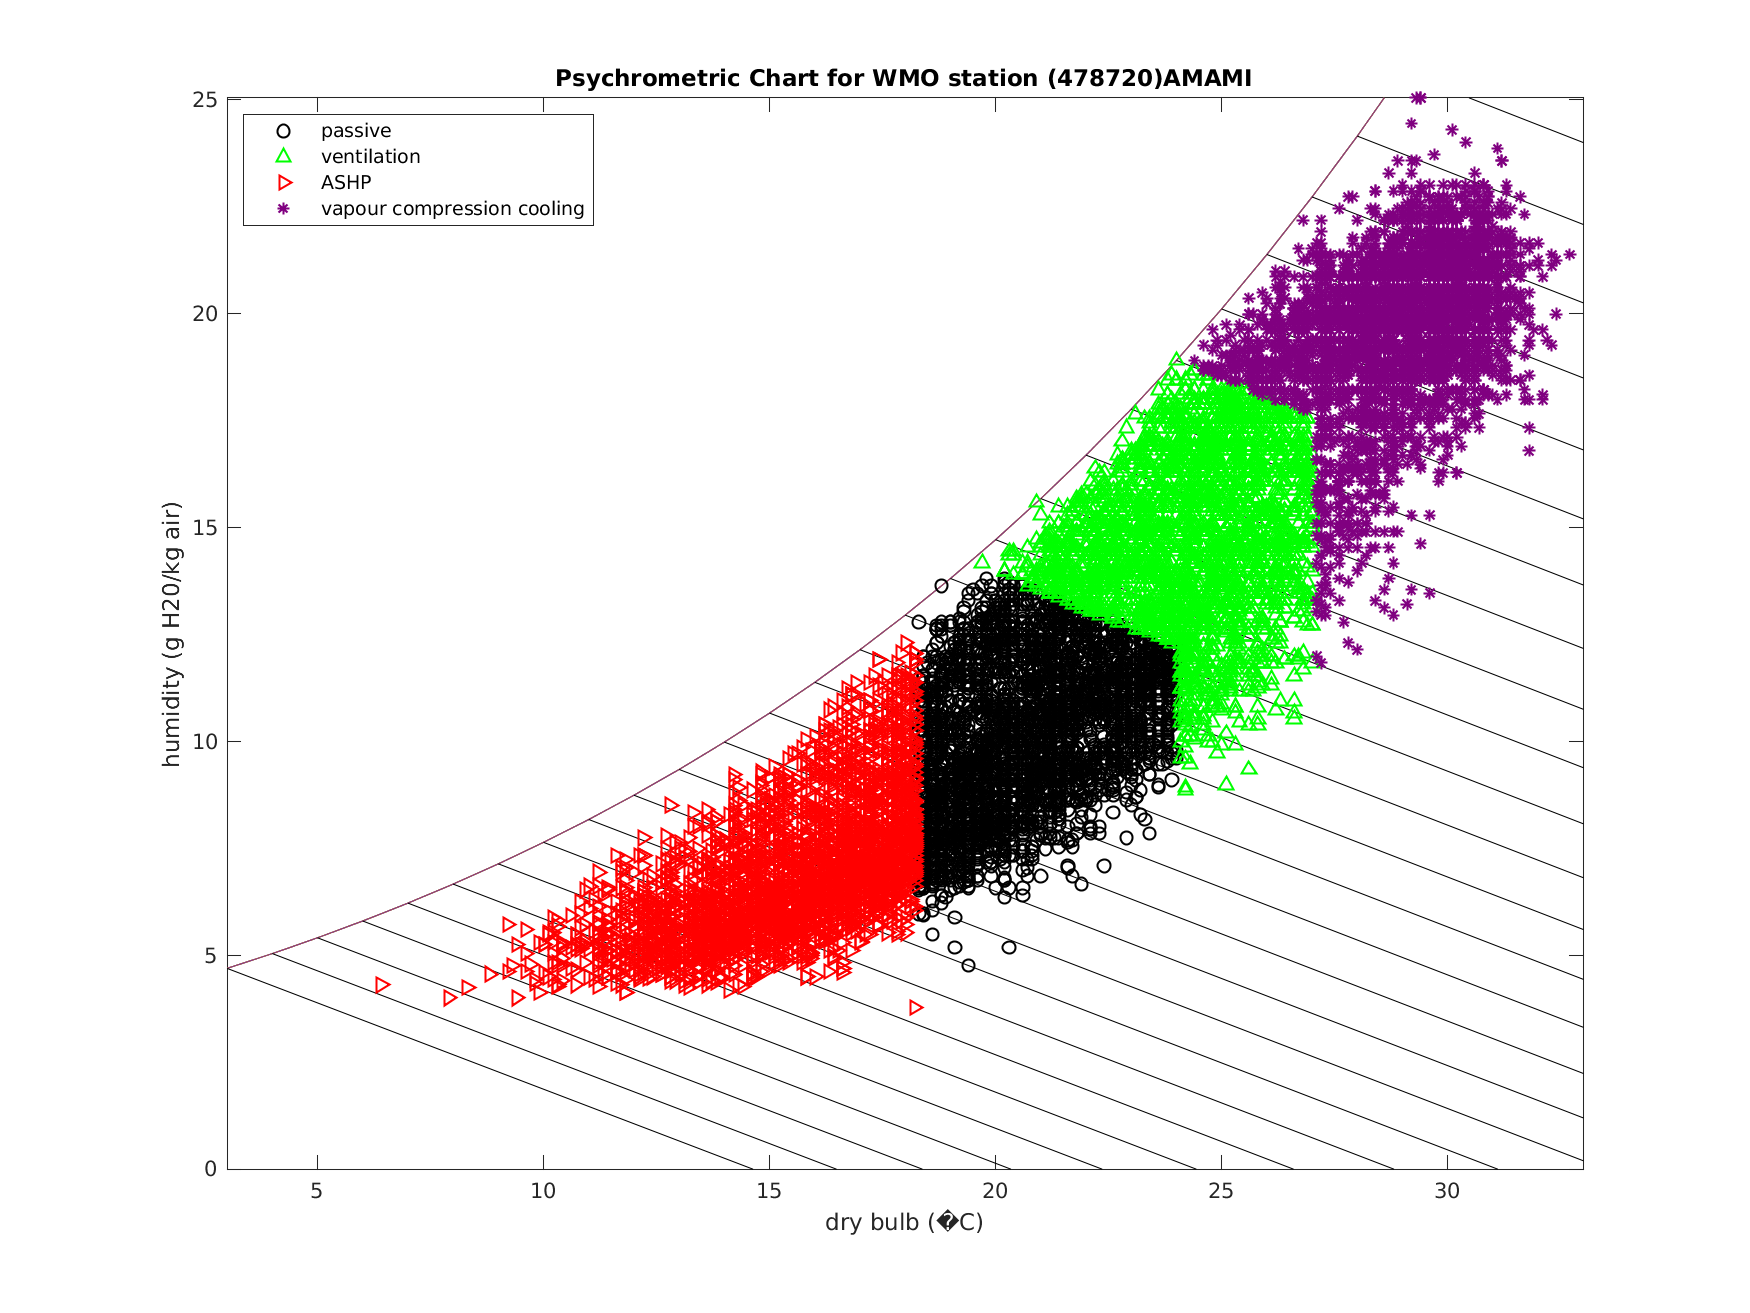 Psychrometric Chart for WMO station (478720)AMAMI
passive
ventilation
ASHP
vapour compression cooling
25
20
15
10
5
0
humidity (g H20/kg air)
5 10 15 20 25 30
dry bulb (�C)